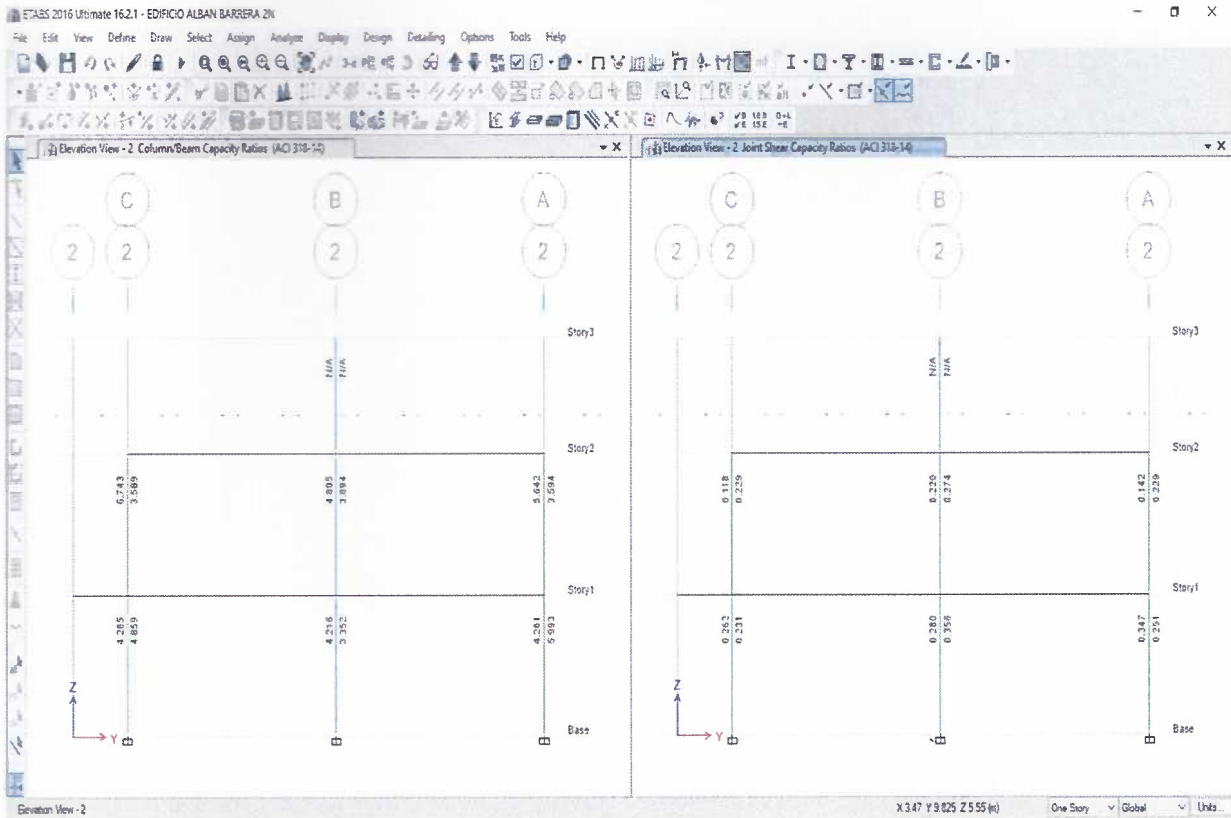 ETABS 2016 Ultimate 16.2.1 - EDIFICIO ALBAN BARRERA 2N
File Edit View Define Draw Select Assign Analyze Display Design Detailing Options Tools Help
Elevation View - 2 Column/Beam Capacity Ratios (ACI 318-14)
C B A
2 2 2 2
Story3
N/A
N/A
Story2
6.743
3.589
4.805
3.894
5.642
3.594
Story1
4.285
4.859
4.216
3.352
4.261
5.993
Z
Y
Base
Elevation View - 2 Joint Shear Capacity Ratios (ACI 318-14)
C B A
2 2 2 2
Story3
N/A
N/A
Story2
0.118
0.229
0.220
0.274
0.142
0.229
Story1
0.262
0.231
0.280
0.356
0.347
0.251
Z
Y
Base
Elevation View - 2
X 3.47 Y 9.825 Z 5.55 (m)
One Story
Global
Units...